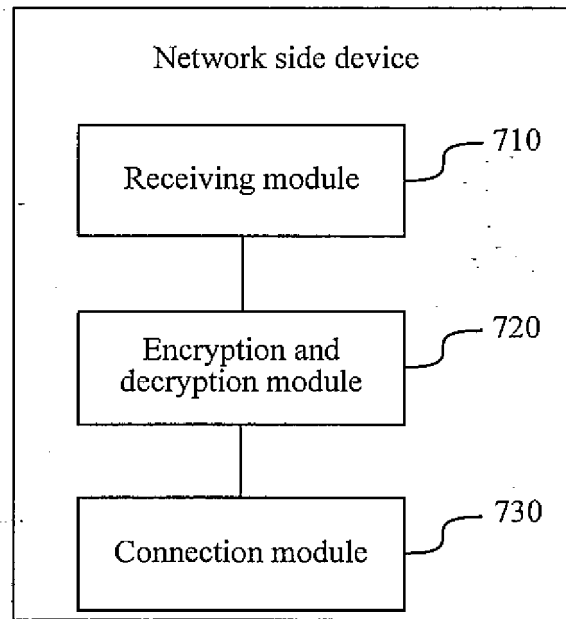 Network side device
710
Receiving module
720
Encryption and
decryption module
730
Connection module